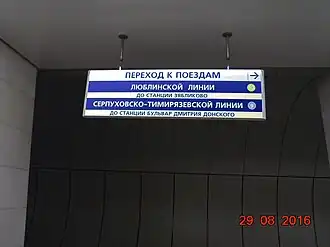 ПЕРЕХОД К ПОЕЗДАМ
ЛЮБЛИНСКОЙ ЛИНИИ
ДО СТАНЦИИ ЗЯБЛИКОВО
СЕРПУХОВСКО-ТИМИРЯЗЕВСКОЙ ЛИНИИ
ДО СТАНЦИИ БУЛЬВАР ДМИТРИЯ ДОНСКОГО
29 08 2016